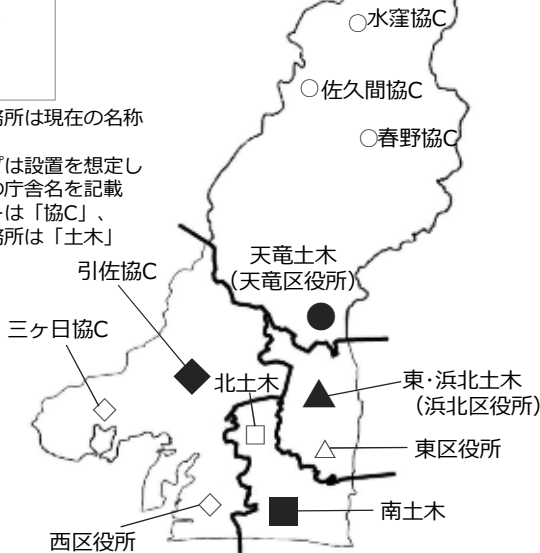 水窪協C
佐久間協C
春野協C
務所は現在の名称
は設置を想定し
庁舎名を記載
は「協C」、
務所は「土木」
天竜土木
（天竜区役所）
引佐協C
三ヶ日協C
北土木
東・浜北土木
（浜北区役所）
東区役所
南土木
西区役所